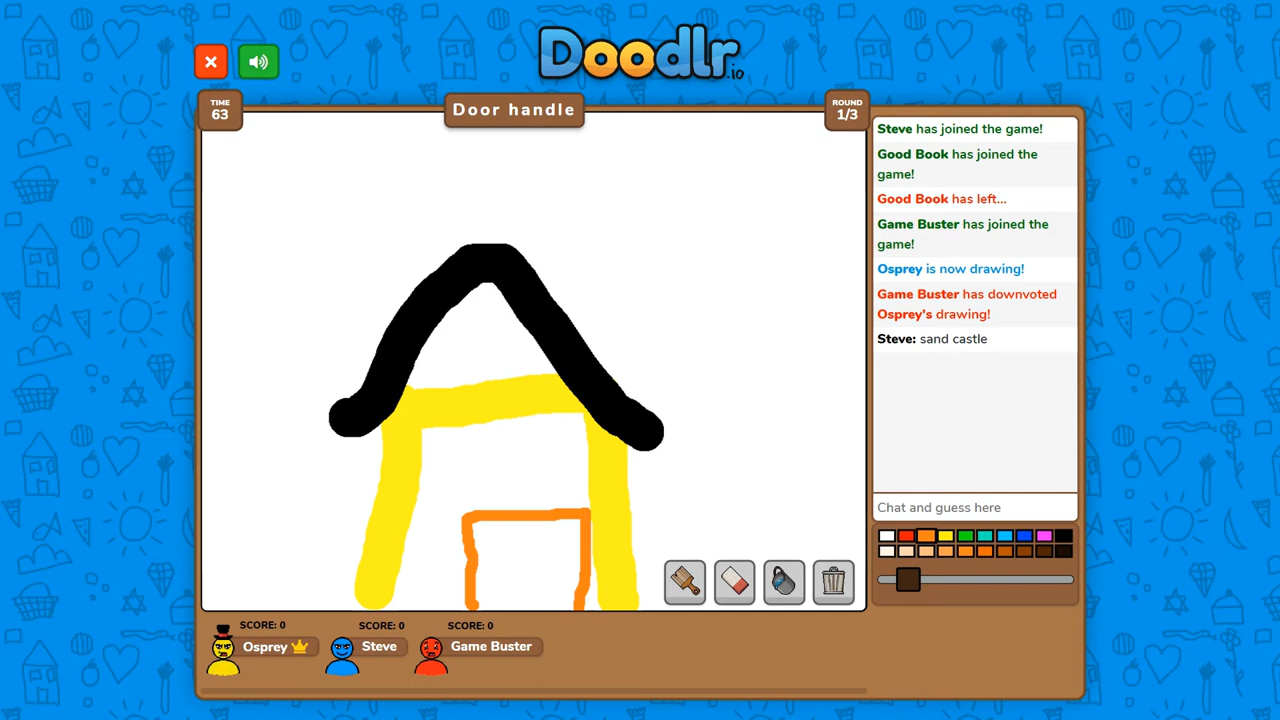 Doodlr.io
TIME
63
Door handle
ROUND
1/3
Steve has joined the game!
Good Book has joined the
game!
Good Book has left...
Game Buster has joined the
game!
Osprey is now drawing!
Game Buster has downvoted
Osprey's drawing!
Steve: sand castle
Chat and guess here
SCORE: 0
Osprey
SCORE: 0
Steve
SCORE: 0
Game Buster